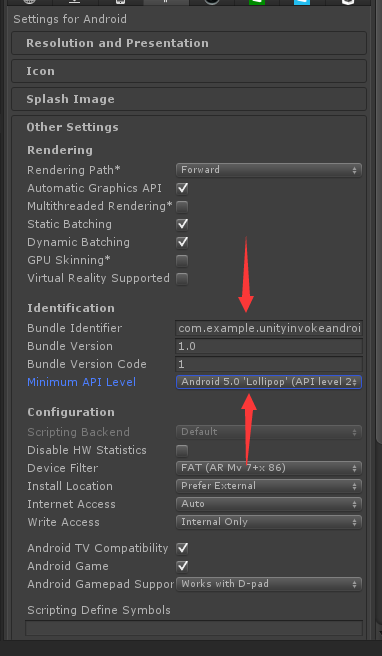 Settings for Android
Resolution and Presentation
Icon
Splash Image
Other Settings
Rendering
Rendering Path* Forward
Automatic Graphics API
Multithreaded Rendering*
Static Batching
Dynamic Batching
GPU Skinning*
Virtual Reality Supported
Identification
Bundle Identifier com.example.unityinvokeandroi
Bundle Version 1.0
Bundle Version Code 1
Minimum API Level Android 5.0 'Lollipop' (API level 2
Configuration
Scripting Backend Default
Disable HW Statistics
Device Filter FAT (AR Mv 7+x 86)
Install Location Prefer External
Internet Access Auto
Write Access Internal Only
Android TV Compatibility
Android Game
Android Gamepad Suppor Works with D-pad
Scripting Define Symbols